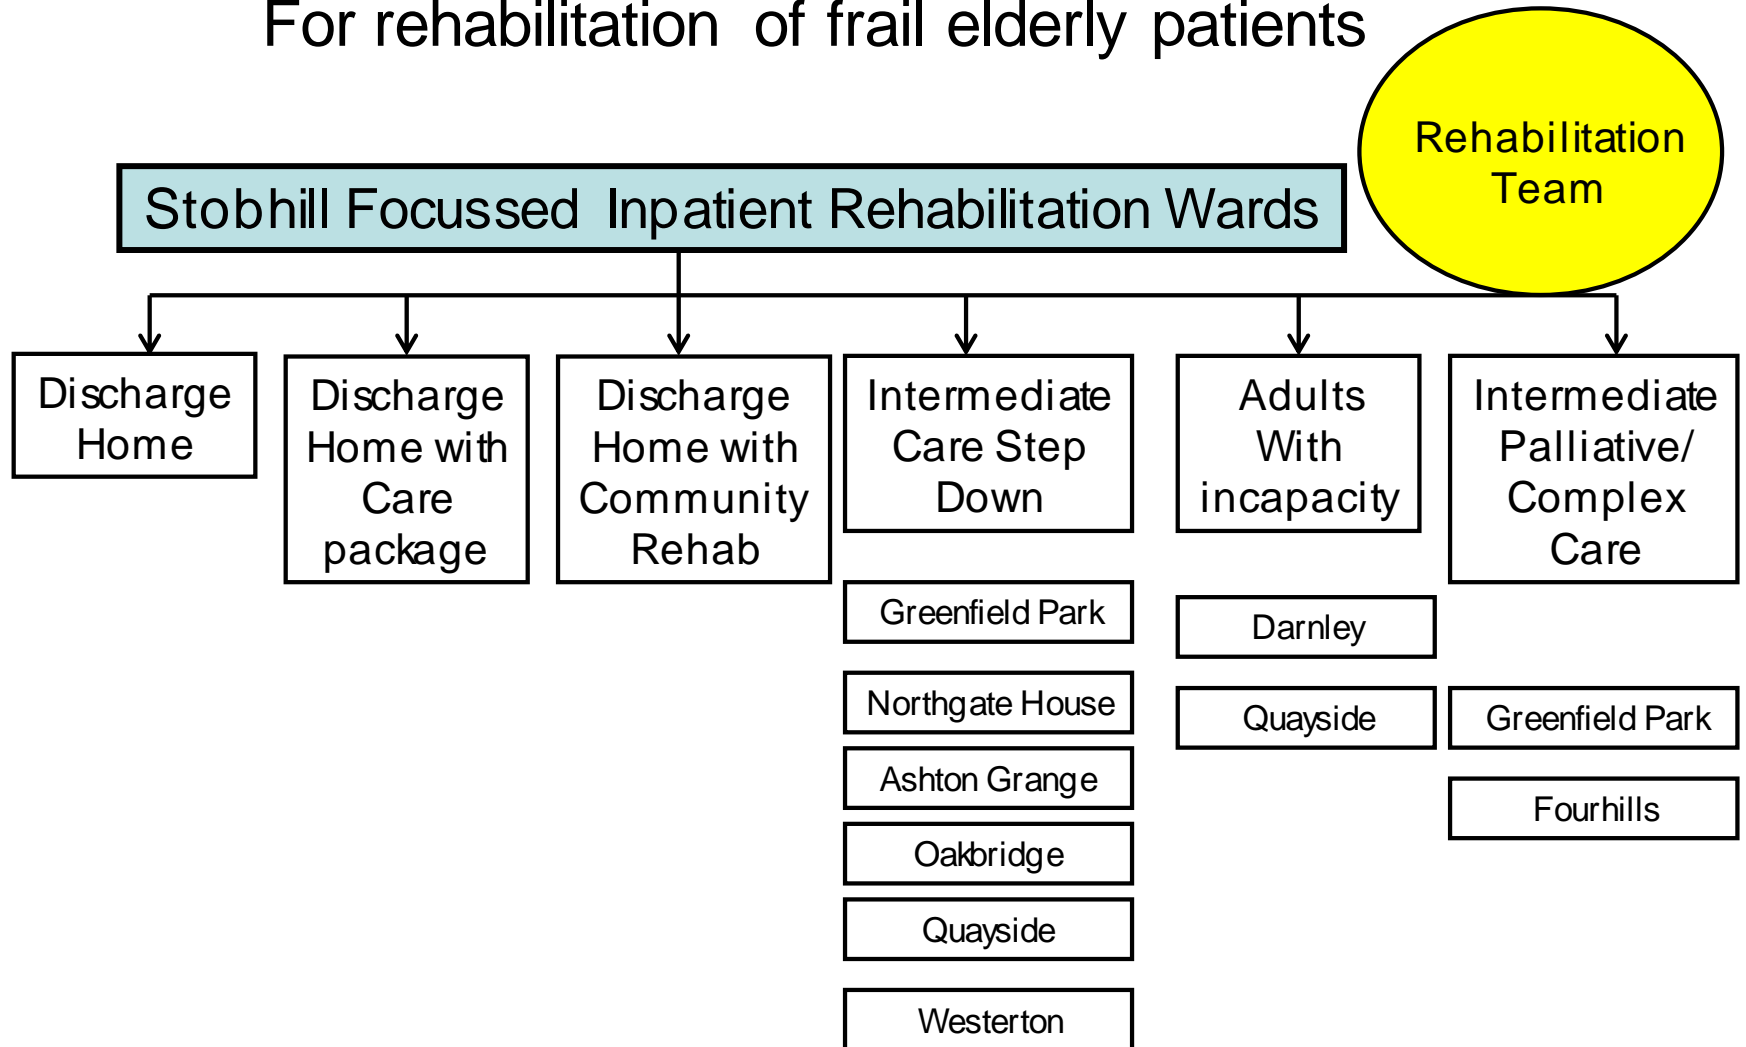 For rehabilitation of frail elderly patients
Rehabilitation
Team
Stobhill Focussed Inpatient Rehabilitation Wards
Discharge
Home
Discharge
Home with
Care
package
Discharge
Home with
Community
Rehab
Intermediate
Care Step
Down
Adults
With
incapacity
Intermediate
Palliative/
Complex
Care
Greenfield Park
Northgate House
Ashton Grange
Oakbridge
Quayside
Westerton
Darnley
Quayside
Greenfield Park
Fourhills